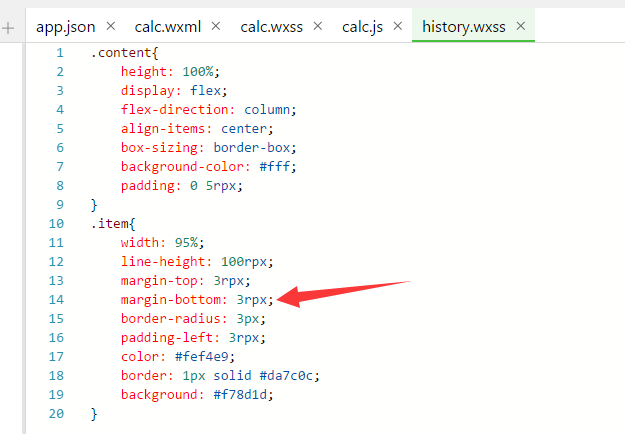 app.json × calc.wxml × calc.wxss × calc.js × history.wxss ×
1 .content{
2 height: 100%;
3 display: flex;
4 flex-direction: column;
5 align-items: center;
6 box-sizing: border-box;
7 background-color: #fff;
8 padding: 0 5rpx;
9 }
10 .item{
11 width: 95%;
12 line-height: 100rpx;
13 margin-top: 3rpx;
14 margin-bottom: 3rpx;
15 border-radius: 3px;
16 padding-left: 3rpx;
17 color: #fef4e9;
18 border: 1px solid #da7c0c;
19 background: #f78d1d;
20 }